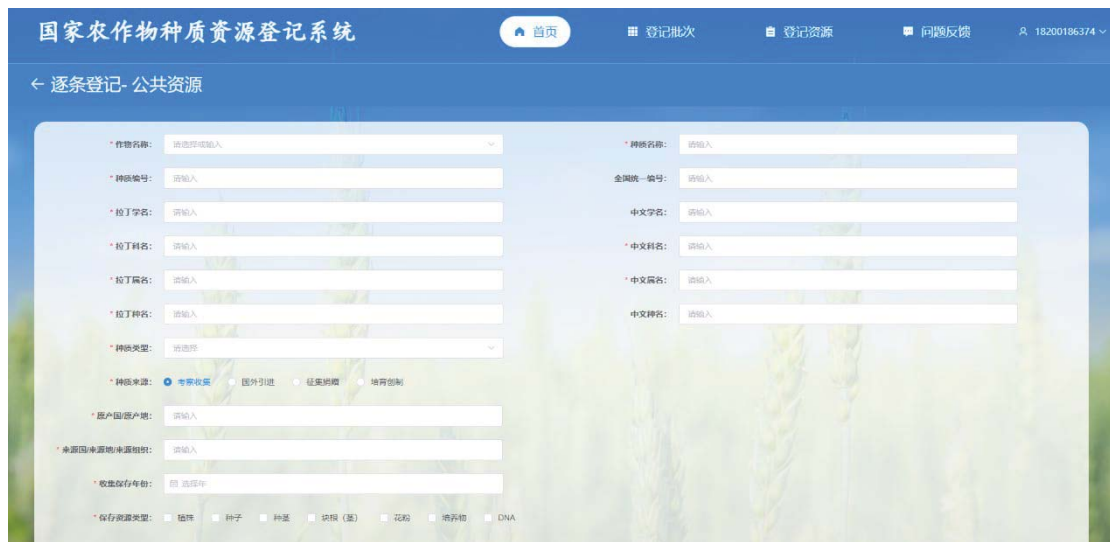 国家农作物种质资源登记系统 首页 登记批次 登记资源 问题反馈 18200186374
← 逐条登记- 公共资源
* 作物名称: 请选择或输入 * 种质名称: 请输入
* 种质编号: 请输入 全国统一编号: 请输入
* 拉丁学名: 请输入 中文学名: 请输入
* 拉丁科名: 请输入 * 中文科名: 请输入
* 拉丁属名: 请输入 * 中文属名: 请输入
* 拉丁种名: 请输入 中文种名: 请输入
* 种质类型: 请选择
* 种质来源: 考察收集 国外引进 征集捐赠 培育创制
* 原产国/原产地: 请输入
* 来源国/来源地/来源组织: 请输入
* 收集保存年份: 选择年
* 保存资源类型: 植株 种子 种茎 块根（茎） 花粉 培养物 DNA